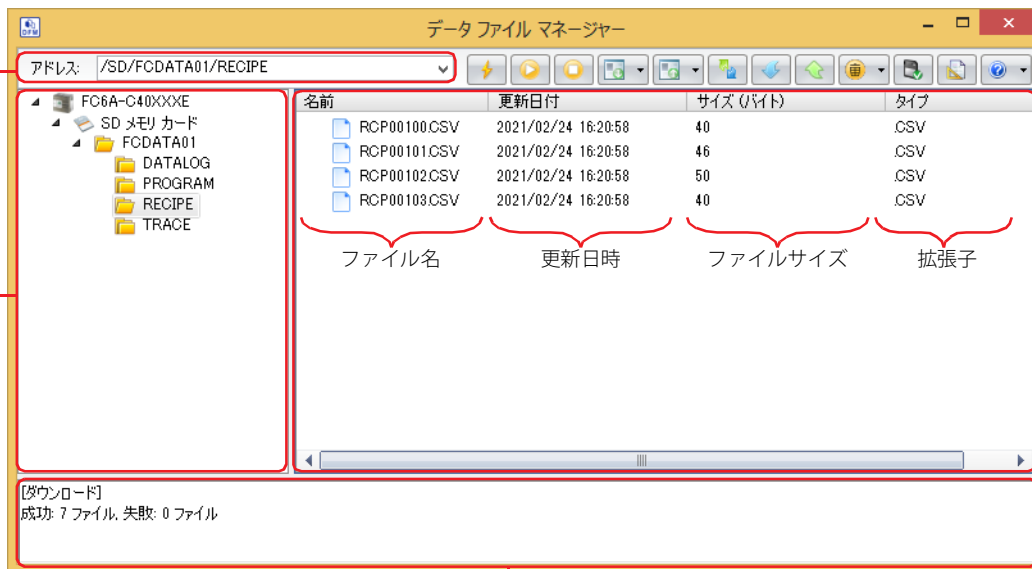 データ ファイル マネージャー
アドレス: /SD/FCDATA01/RECIPE
FC6A-C40XXXE
SD メモリ カード
FCDATA01
DATALOG
PROGRAM
RECIPE
TRACE
名前 更新日付 サイズ (バイト) タイプ
RCP00100.CSV 2021/02/24 16:20:58 40 .CSV
RCP00101.CSV 2021/02/24 16:20:58 46 .CSV
RCP00102.CSV 2021/02/24 16:20:58 50 .CSV
RCP00103.CSV 2021/02/24 16:20:58 40 .CSV
ファイル名 更新日時 ファイルサイズ 拡張子
[ダウンロード]
成功: 7 ファイル, 失敗: 0 ファイル